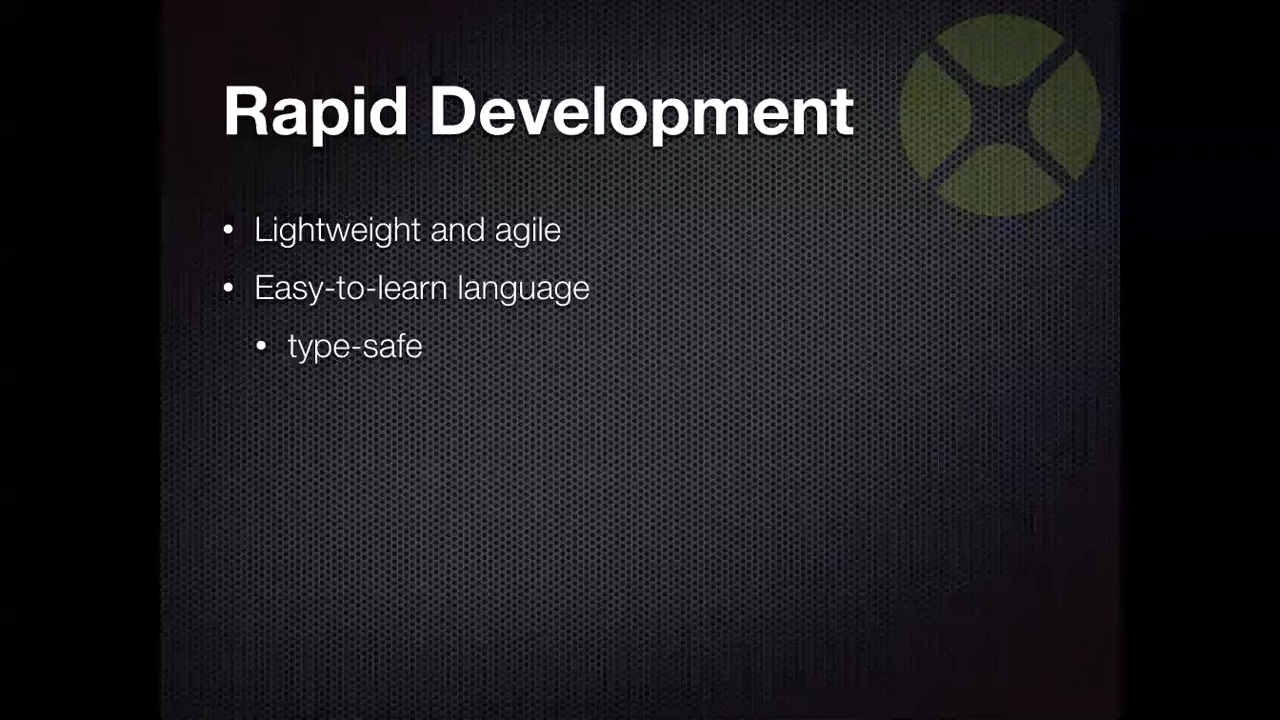 Rapid Development
• Lightweight and agile
• Easy-to-learn language
• type-safe